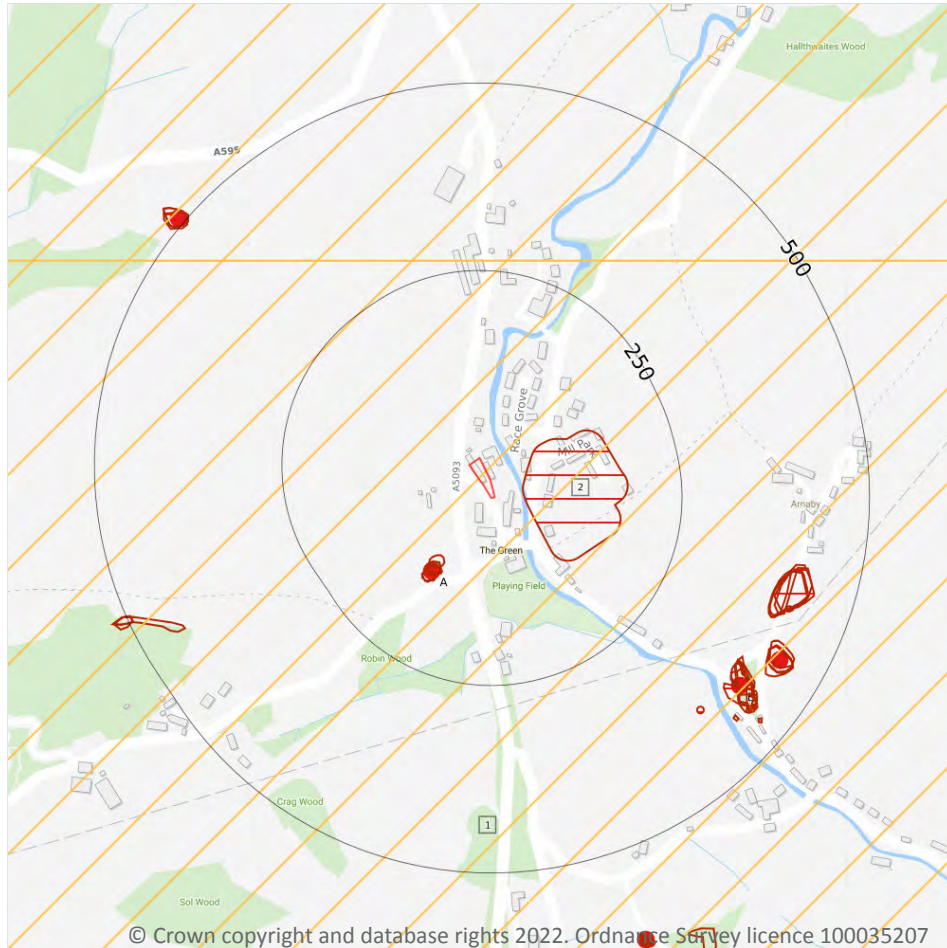 Hallthwaites Wood
A595
500
250
Race Grove
Mill Park
A5093
2
Arnaby
The Green
A
Playing Field
Robin Wood
Crag Wood
1
Sol Wood
© Crown copyright and database rights 2022. Ordnance Survey licence 100035207